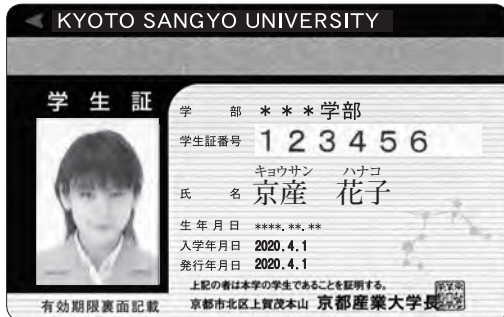 KYOTO SANGYO UNIVERSITY
学生証
学 部 ＊＊＊学部
学生証番号 123456
キョウサン ハナコ
氏 名 京産 花子
生年月日 ****.**.**
入学年月日 2020.4.1
発行年月日 2020.4.1
上記の者は本学の学生であることを証明する。
有効期限裏面記載 京都市北区上賀茂本山 京都産業大学長